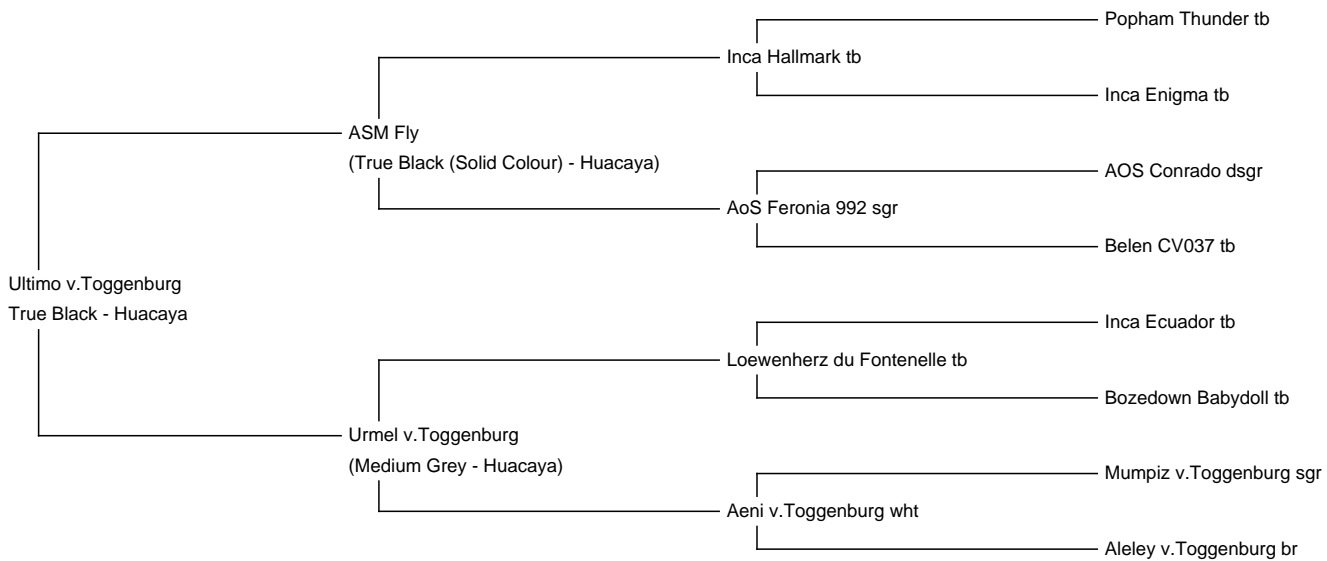 Popham Thunder tb
Inca Hallmark tb
Inca Enigma tb
ASM Fly
(True Black (Solid Colour) - Huacaya)
AOS Conrado dsgr
AoS Feronia 992 sgr
Belen CV037 tb
Ultimo v.Toggenburg
True Black - Huacaya
Inca Ecuador tb
Loewenherz du Fontenelle tb
Bozedown Babydoll tb
Urmel v.Toggenburg
(Medium Grey - Huacaya)
Mumpiz v.Toggenburg sgr
Aeni v.Toggenburg wht
Aleley v.Toggenburg br